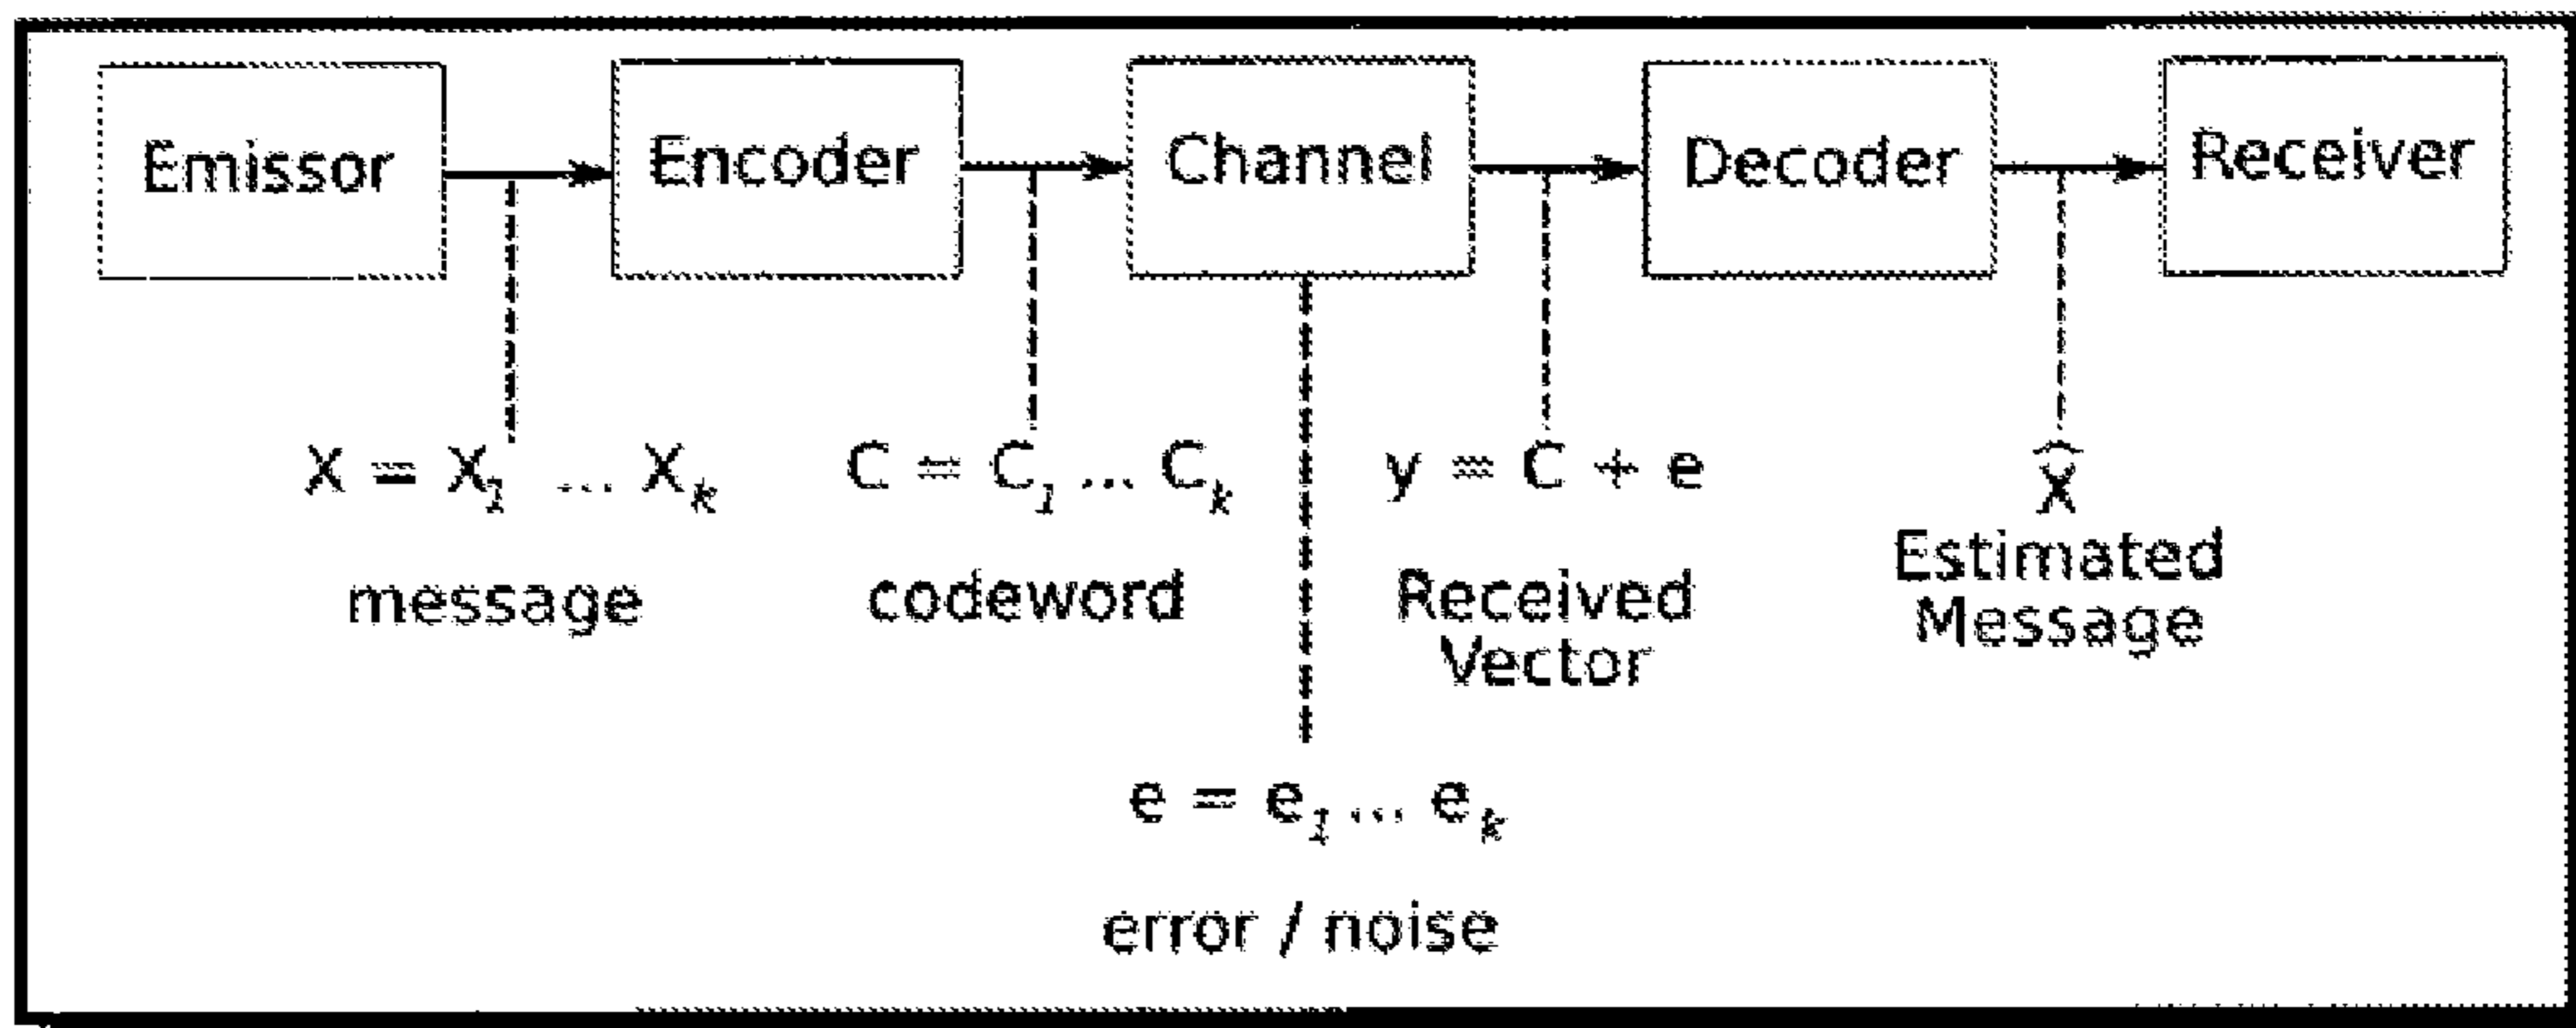 Emissor
Encoder
Channel
Decoder
Receiver
X = X₁ ... Xₖ
C = C₁ ... Cₖ
y = C + e
X̂
message
codeword
Received
Vector
Estimated
Message
e = e₁ ... eₖ
error / noise